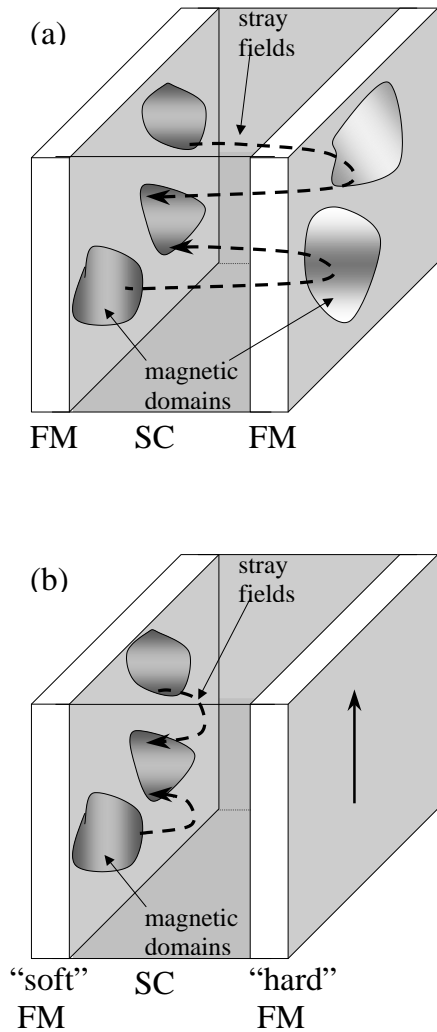 (a)
stray
fields
magnetic
domains
FM SC FM
(b)
stray
fields
magnetic
domains
“soft” SC “hard”
FM FM